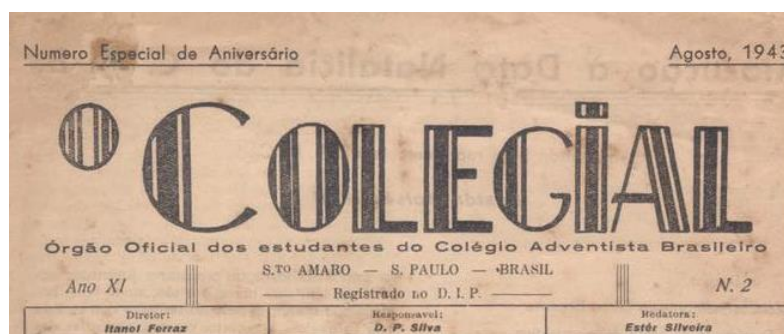 Numero Especial de Aniversário Agosto, 1943
O COLEGIAL
Órgão Oficial dos estudantes do Colégio Adventista Brasileiro
S.TO AMARO — S. PAULO — BRASIL
Ano XI N. 2
Registrado no D. I. P.
Diretor: Responsavel: Redatora:
Itanel Ferraz D. P. Silva Estér Silveira